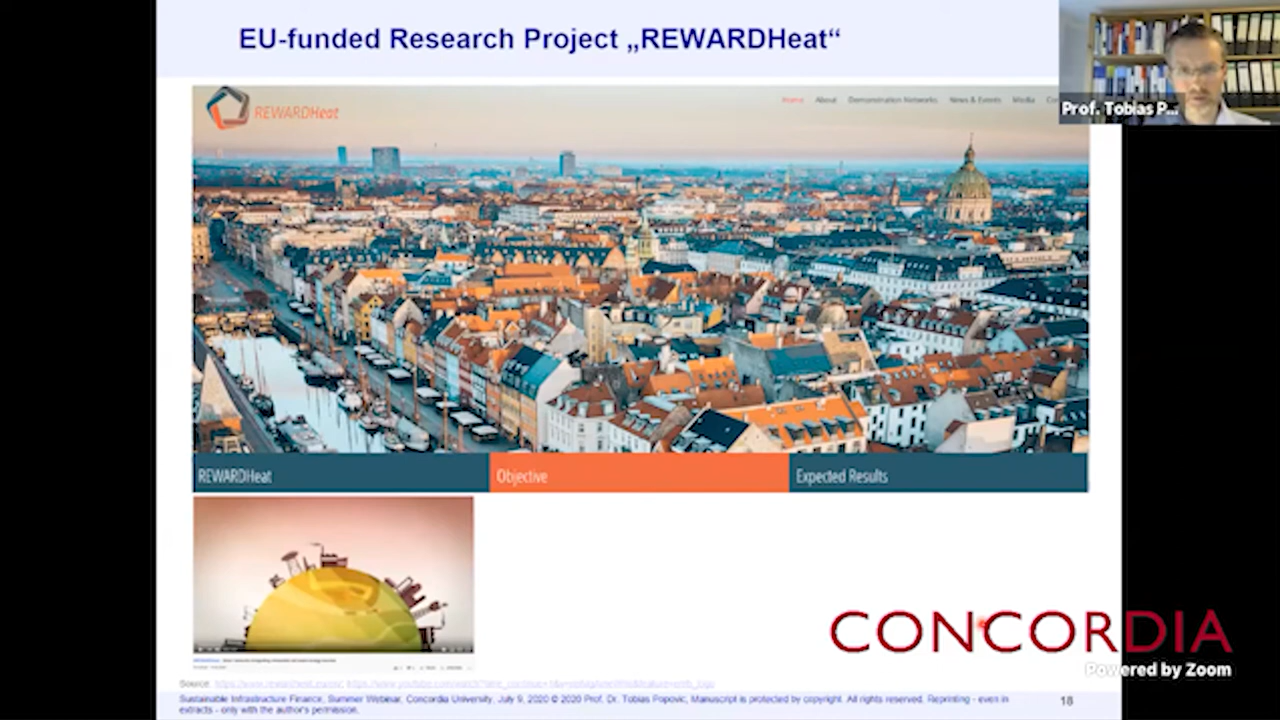 EU-funded Research Project „REWARDHeat“
Prof. Tobias P...
REWARDHeat
Home About Demonstration Networks News & Events Media
REWARDHeat
Objective
Expected Results
CONCORDIA
Powered by Zoom
Source:
Sustainable Infrastructure Finance, Summer Webinar, Concordia University, July 9, 2020 © 2020 Prof. Dr. Tobias Popovic, Manuscript is protected by copyright. All rights reserved. Reprinting - even in
extracts - only with the author's permission.
18